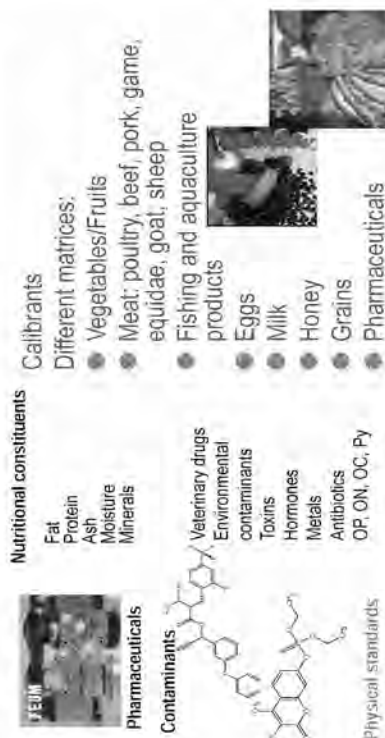 FEUM
Pharmaceuticals
Contaminants
Physical standards
Nutritional constituents
Fat
Protein
Ash
Moisture
Minerals
Veterinary drugs
Environmental
contaminants
Toxins
Hormones
Metals
Antibiotics
OP, ON, OC, Py
Calibrants
Different matrices:
Vegetables/Fruits
Meat: poultry, beef, pork, game,
equidae, goat; sheep
Fishing and aquaculture
products
Eggs
Milk
Honey
Grains
Pharmaceuticals